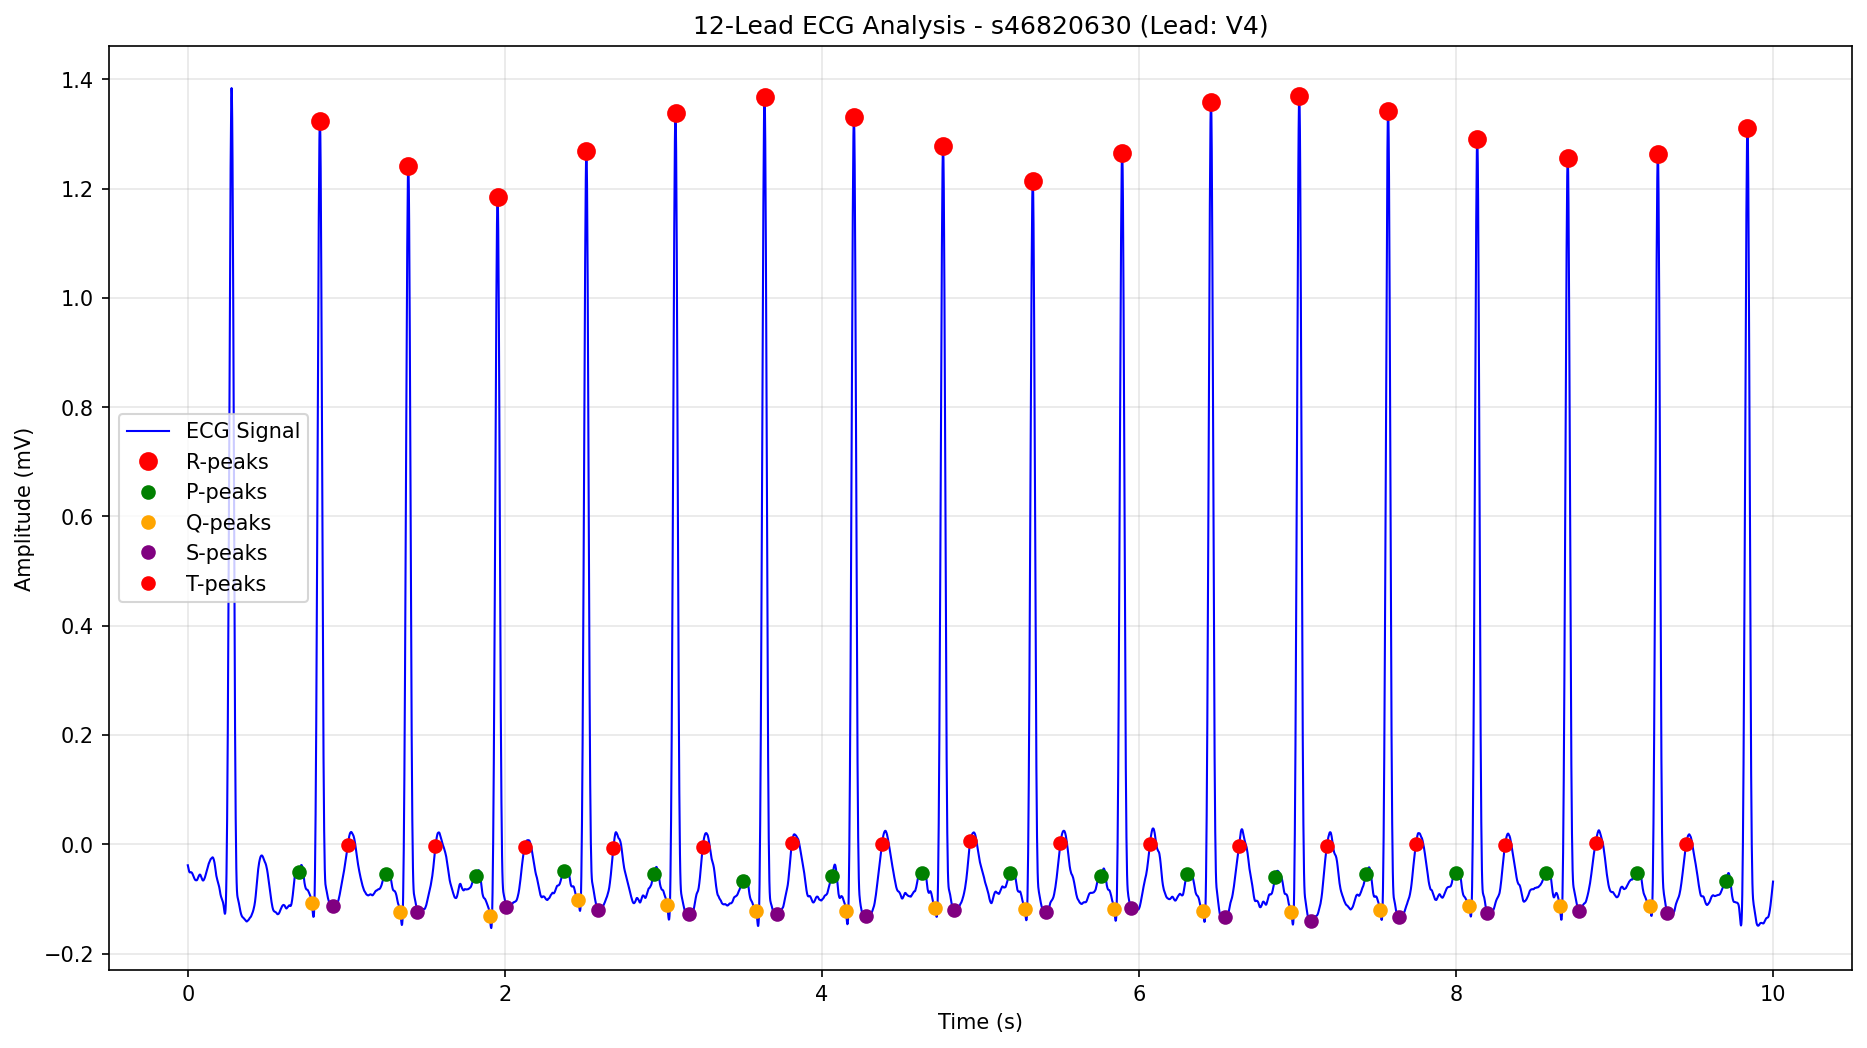 12-Lead ECG Analysis - s46820630 (Lead: V4)
Amplitude (mV)
1.4
1.2
1.0
0.8
0.6
0.4
0.2
0.0
−0.2
ECG Signal
R-peaks
P-peaks
Q-peaks
S-peaks
T-peaks
0 2 4 6 8 10
Time (s)